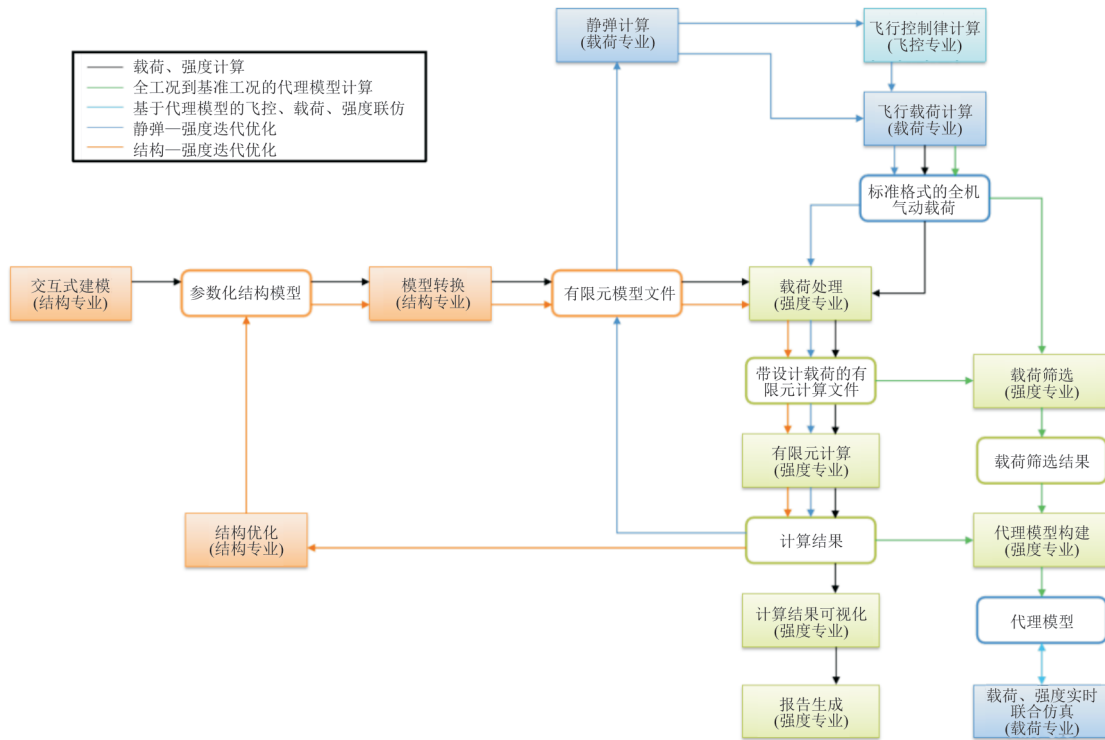 静弹计算
(载荷专业)
飞行控制律计算
(飞控专业)
载荷、强度计算
全工况到基准工况的代理模型计算
基于代理模型的飞控、载荷、强度联仿
静弹—强度迭代优化
结构—强度迭代优化
飞行载荷计算
(载荷专业)
标准格式的全机
气动载荷
交互式建模
(结构专业)
参数化结构模型
模型转换
(结构专业)
有限元模型文件
载荷处理
(强度专业)
带设计载荷的有
限元计算文件
载荷筛选
(强度专业)
有限元计算
(强度专业)
载荷筛选结果
结构优化
(结构专业)
计算结果
代理模型构建
(强度专业)
计算结果可视化
(强度专业)
代理模型
报告生成
(强度专业)
载荷、强度实时
联合仿真
(载荷专业)